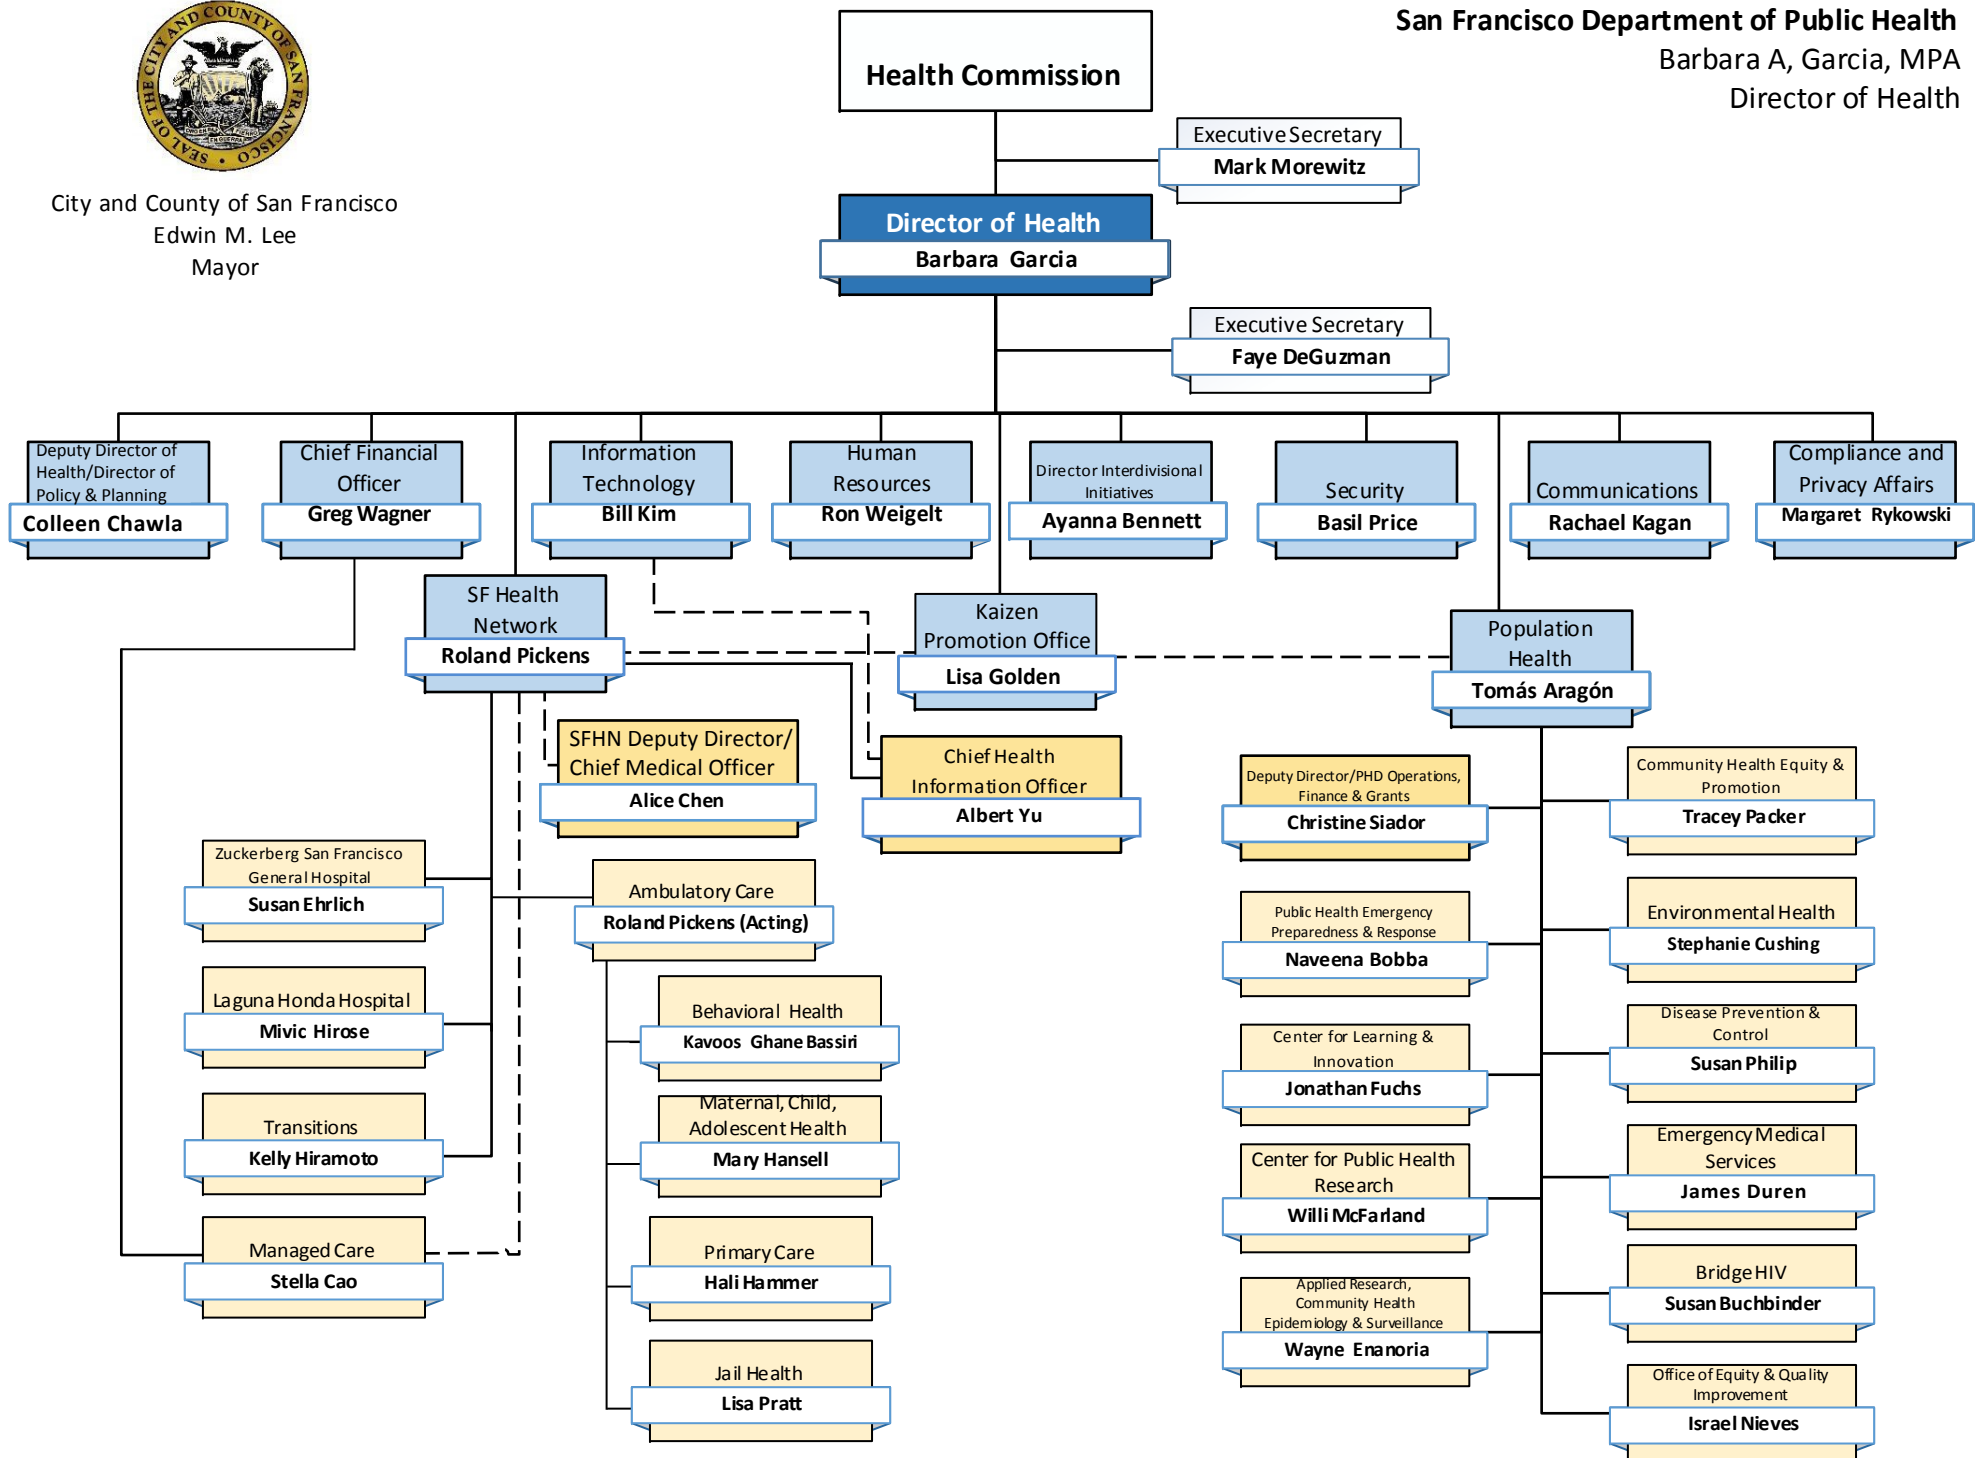 SEAL OF THE CITY AND COUNTY OF SAN FRANCISCO
City and County of San Francisco
Edwin M. Lee
Mayor
San Francisco Department of Public Health
Barbara A, Garcia, MPA
Director of Health
Health Commission
Executive Secretary
Mark Morewitz
Director of Health
Barbara Garcia
Executive Secretary
Faye DeGuzman
Deputy Director of
Health/Director of
Policy & Planning
Colleen Chawla
Chief Financial
Officer
Greg Wagner
Information
Technology
Bill Kim
Human
Resources
Ron Weigelt
Director Interdivisional
Initiatives
Ayanna Bennett
Security
Basil Price
Communications
Rachael Kagan
Compliance and
Privacy Affairs
Margaret Rykowski
SF Health
Network
Roland Pickens
Kaizen
Promotion Office
Lisa Golden
Population
Health
Tomás Aragón
SFHN Deputy Director/
Chief Medical Officer
Alice Chen
Chief Health
Information Officer
Albert Yu
Zuckerberg San Francisco
General Hospital
Susan Ehrlich
Laguna Honda Hospital
Mivic Hirose
Transitions
Kelly Hiramoto
Managed Care
Stella Cao
Ambulatory Care
Roland Pickens (Acting)
Behavioral Health
Kavoos Ghane Bassiri
Maternal, Child,
Adolescent Health
Mary Hansell
Primary Care
Hali Hammer
Jail Health
Lisa Pratt
Deputy Director/PHD Operations,
Finance & Grants
Christine Siador
Public Health Emergency
Preparedness & Response
Naveena Bobba
Center for Learning &
Innovation
Jonathan Fuchs
Center for Public Health
Research
Willi McFarland
Applied Research,
Community Health
Epidemiology & Surveillance
Wayne Enanoria
Community Health Equity &
Promotion
Tracey Packer
Environmental Health
Stephanie Cushing
Disease Prevention &
Control
Susan Philip
Emergency Medical
Services
James Duren
Bridge HIV
Susan Buchbinder
Office of Equity & Quality
Improvement
Israel Nieves